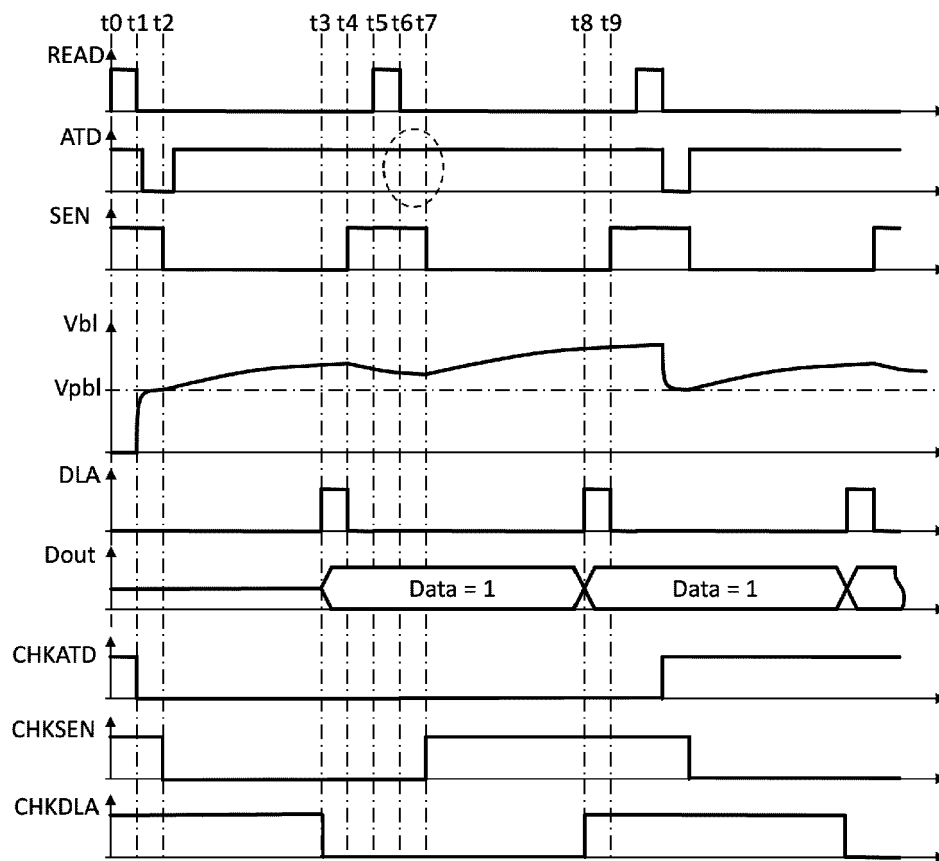 t0 t1 t2 t3 t4 t5 t6 t7 t8 t9
READ
ATD
SEN
Vbl
Vpbl
DLA
Dout
Data = 1 Data = 1
CHKATD
CHKSEN
CHKDLA